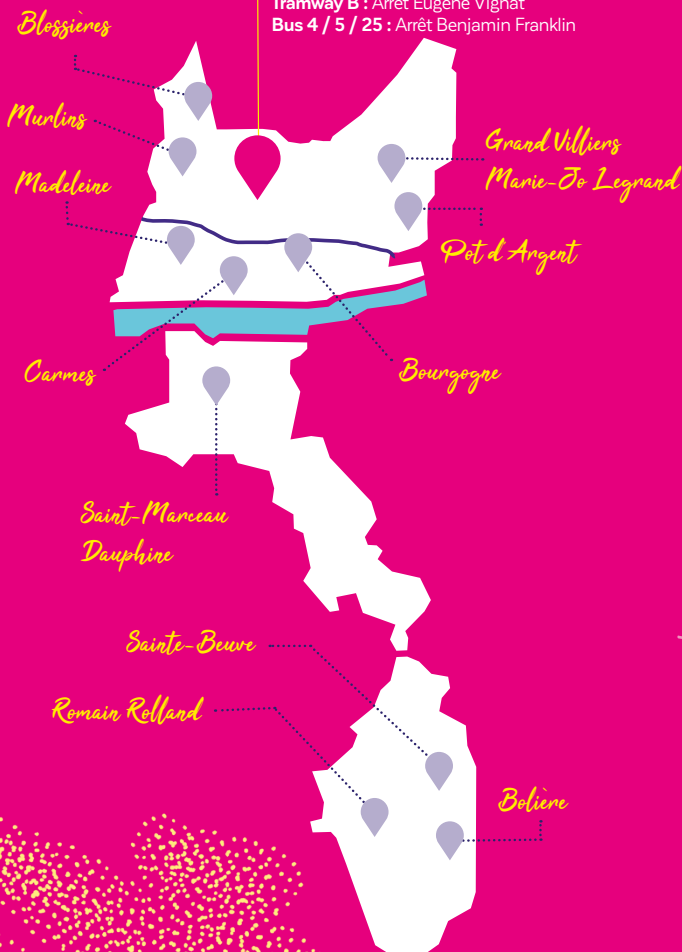 Tramway B : Arrêt Eugène Vignat
Bus 4 / 5 / 25 : Arrêt Benjamin Franklin
Blossières
Murlins
Madeleine
Grand Villiers
Marie-Jo Legrand
Pot d'Argent
Carmes
Bourgogne
Saint-Marceau
Dauphine
Sainte-Beuve
Romain Rolland
Bolière